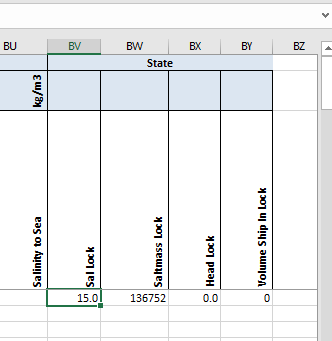 BU BV BW BX BY BZ
State
kg/m3
Salinity to Sea
Sal Lock
Saltmass Lock
Head Lock
Volume Ship In Lock
15.0 136752 0.0 0